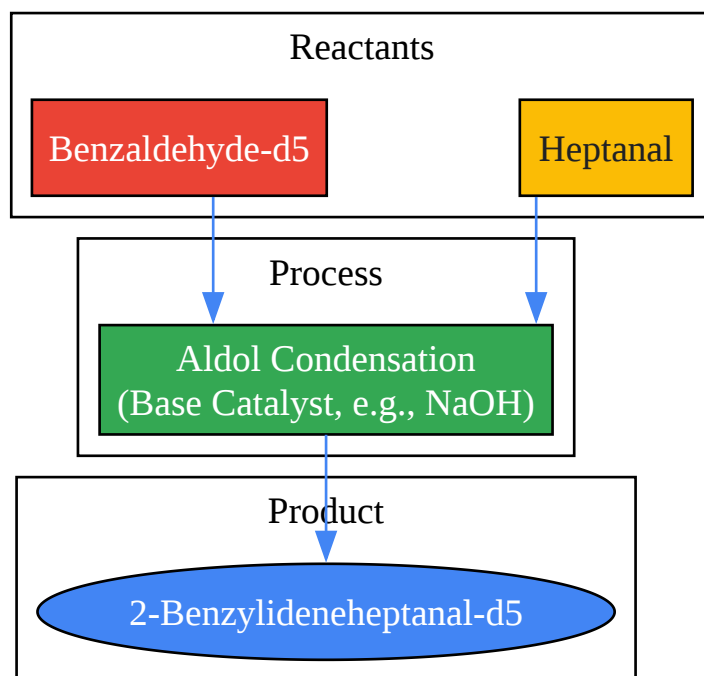 Reactants
Benzaldehyde-d5
Heptanal
Process
Aldol Condensation
(Base Catalyst, e.g., NaOH)
Product
2-Benzylideneheptanal-d5